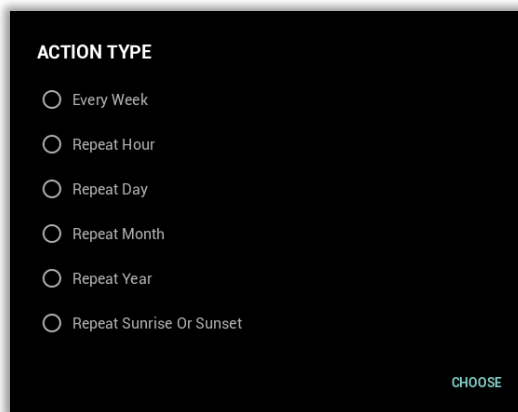 ACTION TYPE
Every Week
Repeat Hour
Repeat Day
Repeat Month
Repeat Year
Repeat Sunrise Or Sunset
CHOOSE